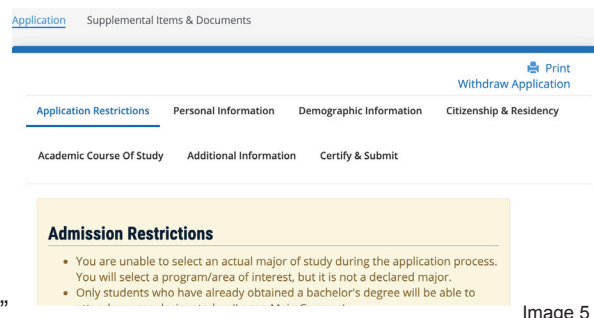 Application Supplemental Items & Documents
Print
Withdraw Application
Application Restrictions Personal Information Demographic Information Citizenship & Residency
Academic Course Of Study Additional Information Certify & Submit
Admission Restrictions
• You are unable to select an actual major of study during the application process.
You will select a program/area of interest, but it is not a declared major.
• Only students who have already obtained a bachelor's degree will be able to
” Image 5